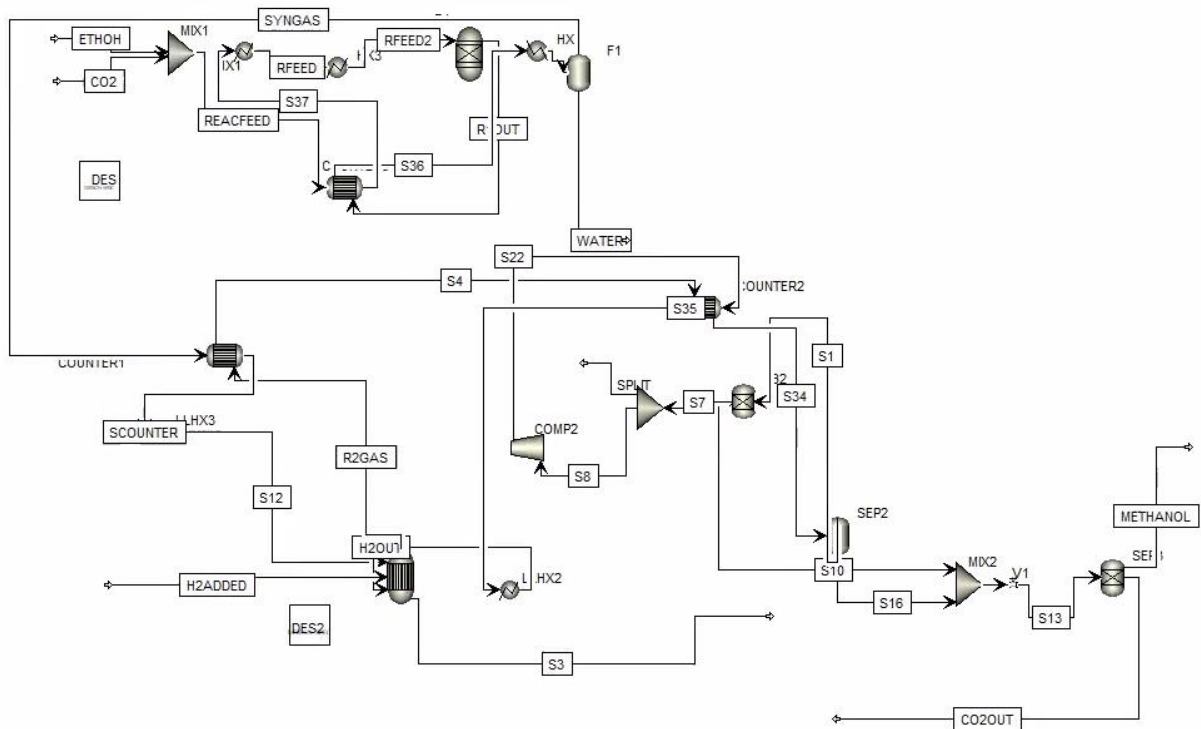 SYNGAS
MIX1
HX
F1
ETHOH
RFEED2
RFEED
CO2
S37
REACFEED
S36
DES
WATER
S22
S4
COUNTER2
S35
S1
COUNTER1
SPLIT
S7
S34
COMP2
SCOUNTER
R2GAS
S8
S12
SEP2
METHANOL
H2OUT
H2ADDED
S10
MIX2
V1
S16
S13
DES2
S3
CO2OUT